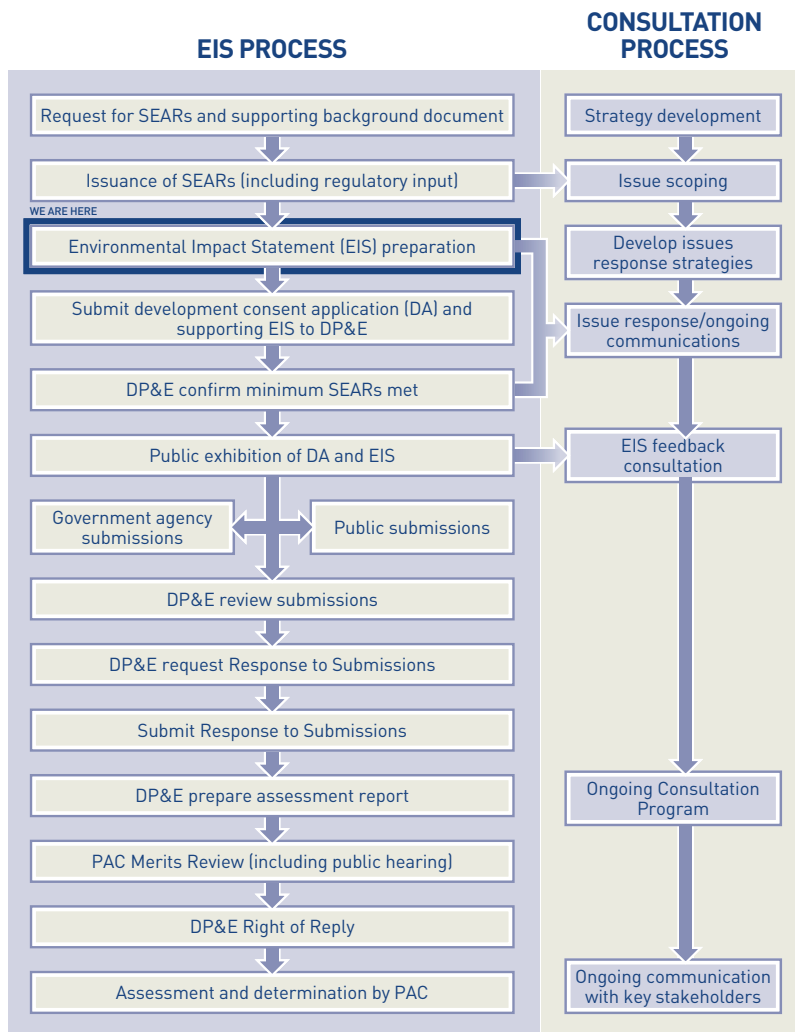 EIS PROCESS
Request for SEARs and supporting background document
Issuance of SEARs (including regulatory input)
WE ARE HERE
Environmental Impact Statement (EIS) preparation
Submit development consent application (DA) and
supporting EIS to DP&E
DP&E confirm minimum SEARs met
Public exhibition of DA and EIS
Government agency
submissions
Public submissions
DP&E review submissions
DP&E request Response to Submissions
Submit Response to Submissions
DP&E prepare assessment report
PAC Merits Review (including public hearing)
DP&E Right of Reply
Assessment and determination by PAC
CONSULTATION
PROCESS
Strategy development
Issue scoping
Develop issues
response strategies
Issue response/ongoing
communications
EIS feedback
consultation
Ongoing Consultation
Program
Ongoing communication
with key stakeholders